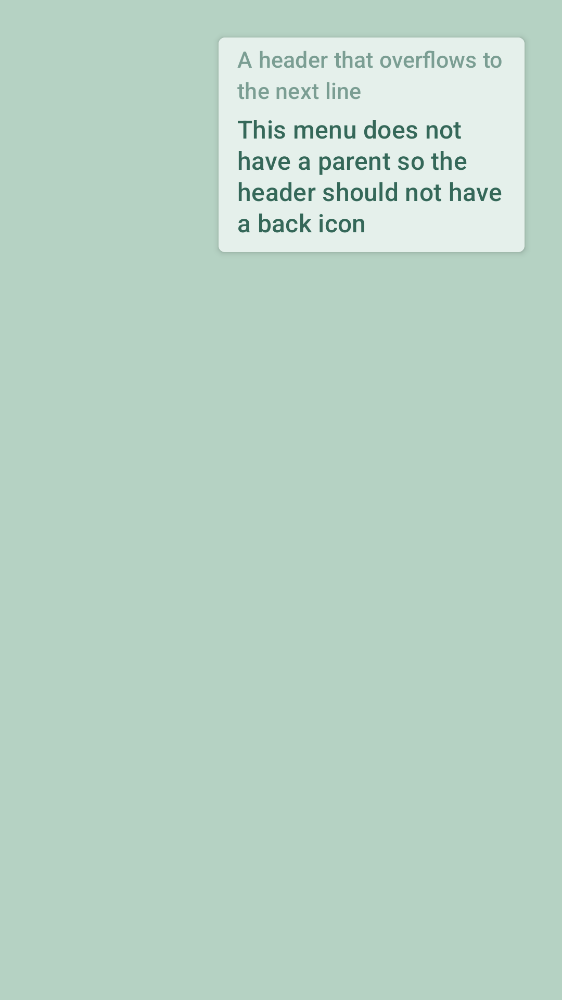 A header that overflows to
the next line
This menu does not
have a parent so the
header should not have
a back icon